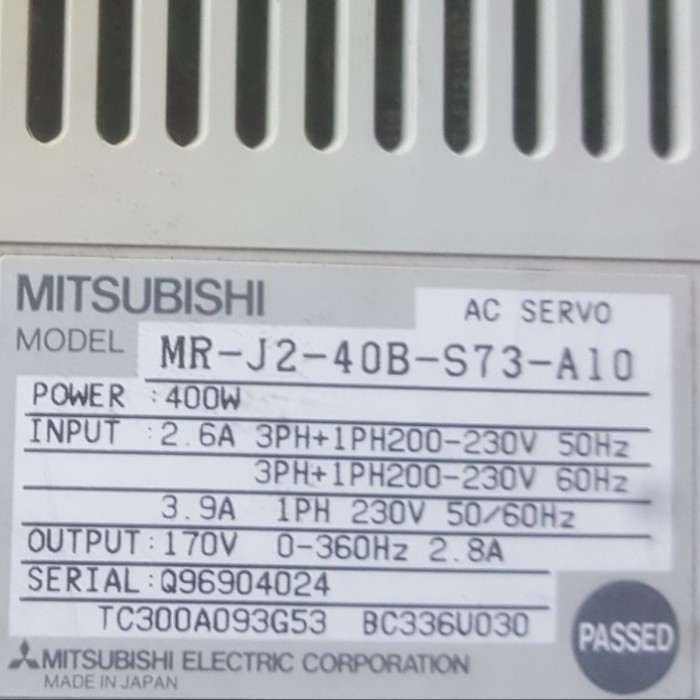 MITSUBISHI
AC SERVO
MODEL MR-J2-40B-S73-A10
POWER : 400W
INPUT : 2.6A 3PH+1PH200-230V 50Hz
3PH+1PH200-230V 60Hz
3.9A 1PH 230V 50/60Hz
OUTPUT: 170V 0-360Hz 2.8A
SERIAL: Q96904024
TC300A093G53 BC336U030
PASSED
MITSUBISHI ELECTRIC CORPORATION
MADE IN JAPAN